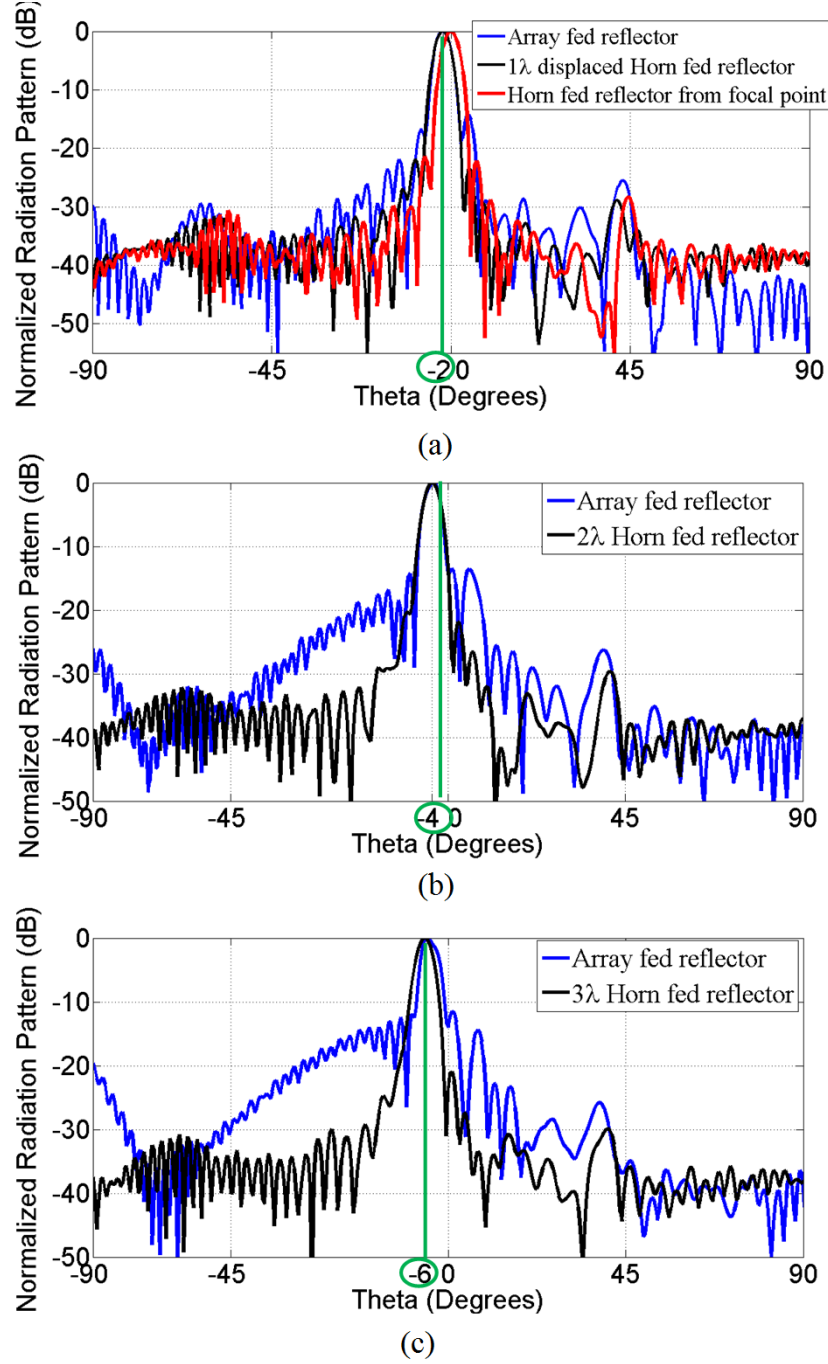 (a)
Normalized Radiation Pattern (dB)
0
-10
-20
-30
-40
-50
Array fed reflector
1λ displaced Horn fed reflector
Horn fed reflector from focal point
-90 -45 -2 0 45 90
Theta (Degrees)
(a)
Normalized Radiation Pattern (dB)
0
-10
-20
-30
-40
-50
Array fed reflector
2λ Horn fed reflector
-90 -45 -4 0 45 90
Theta (Degrees)
(b)
Normalized Radiation Pattern (dB)
0
-10
-20
-30
-40
-50
Array fed reflector
3λ Horn fed reflector
-90 -45 -6 0 45 90
Theta (Degrees)
(c)